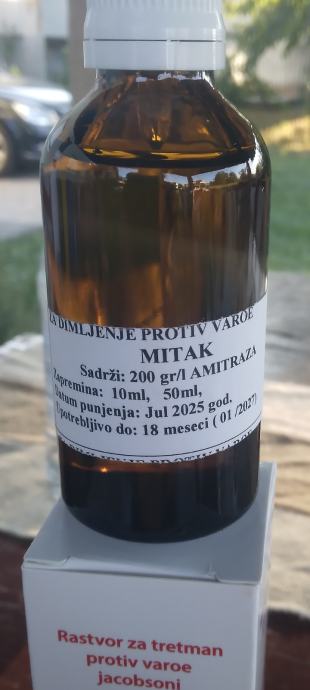 ZA DIMLJENJE PROTIV VAROE
MITAK
Sadrži: 200 gr/l AMITRAZA
Zapremina: 10ml, 50ml,
Datum punjenja: Jul 2025 god.
Upotrebljivo do: 18 meseci ( 01 /2027)
Rastvor za tretman
protiv varoe
jacobsoni